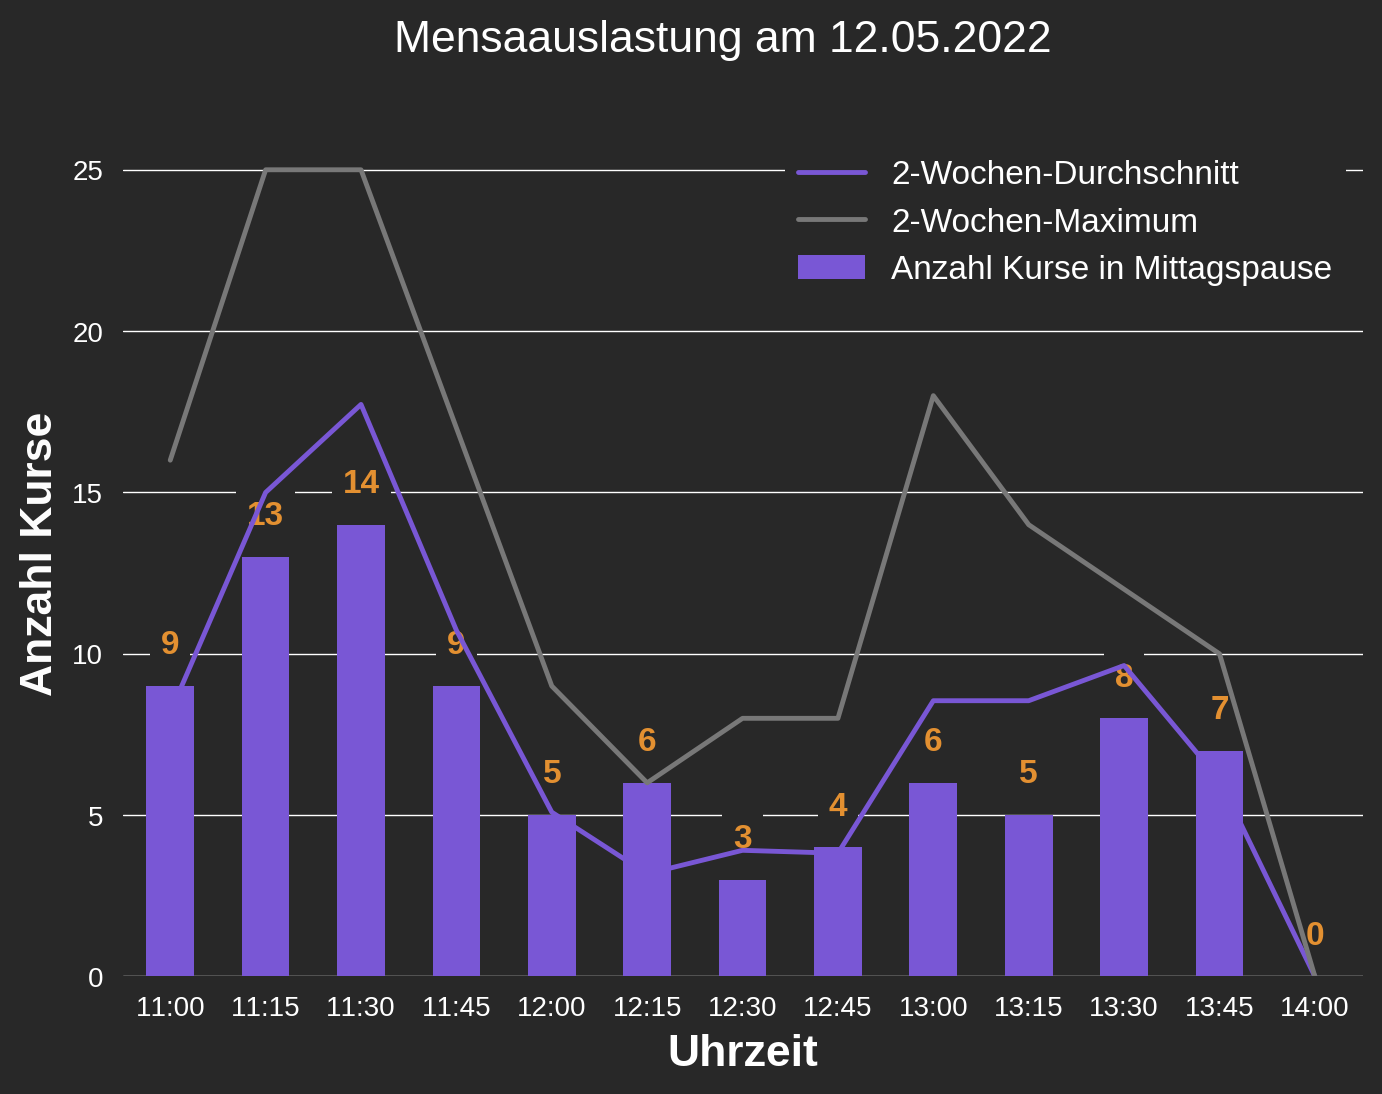 Mensaauslastung am 12.05.2022
2-Wochen-Durchschnitt
2-Wochen-Maximum
Anzahl Kurse in Mittagspause
Anzahl Kurse
25
20
15
10
5
0
9
13
14
9
5
6
3
4
6
5
8
7
0
11:00 11:15 11:30 11:45 12:00 12:15 12:30 12:45 13:00 13:15 13:30 13:45 14:00
Uhrzeit